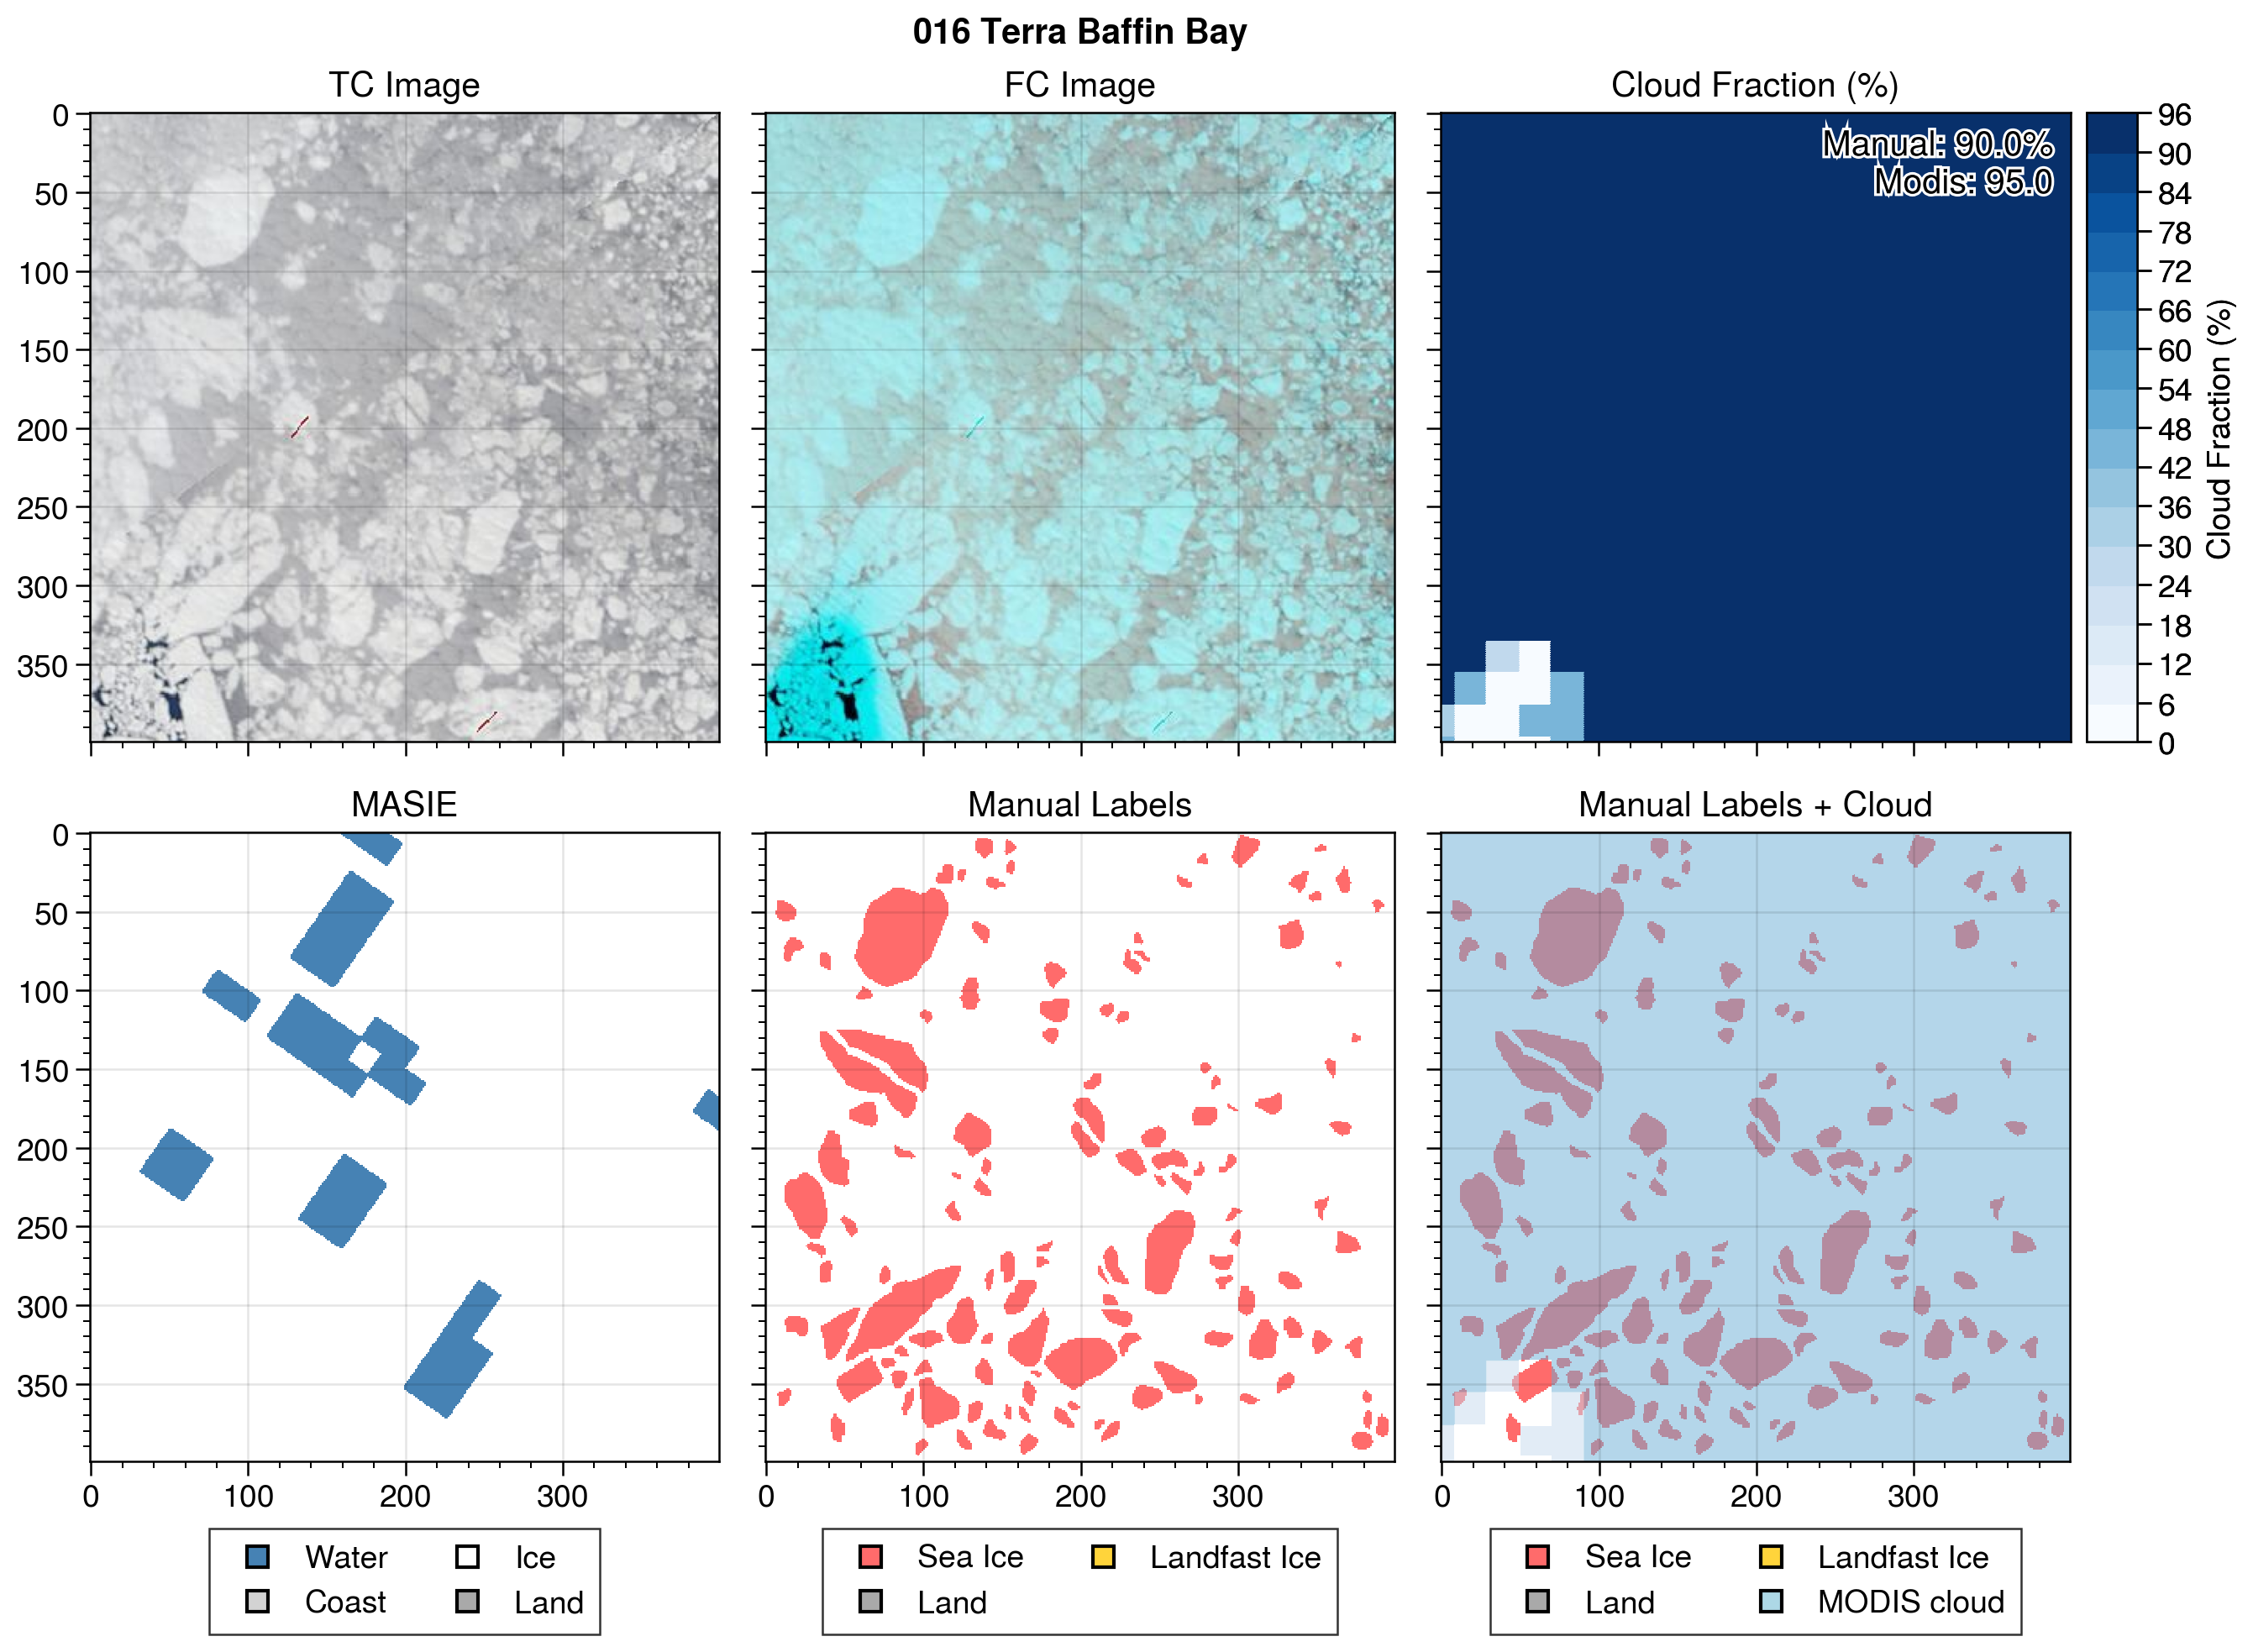 016 Terra Baffin Bay
TC Image
FC Image
Cloud Fraction (%)
0
50
100
150
200
250
300
350
Manual: 90.0%
Modis: 95.0
96
90
84
78
72
66
60
54
48
42
36
30
24
18
12
6
0
Cloud Fraction (%)
MASIE
Manual Labels
Manual Labels + Cloud
0
50
100
150
200
250
300
350
0 100 200 300
0 100 200 300
0 100 200 300
Water Ice
Coast Land
Sea Ice Landfast Ice
Land
Sea Ice Landfast Ice
Land MODIS cloud